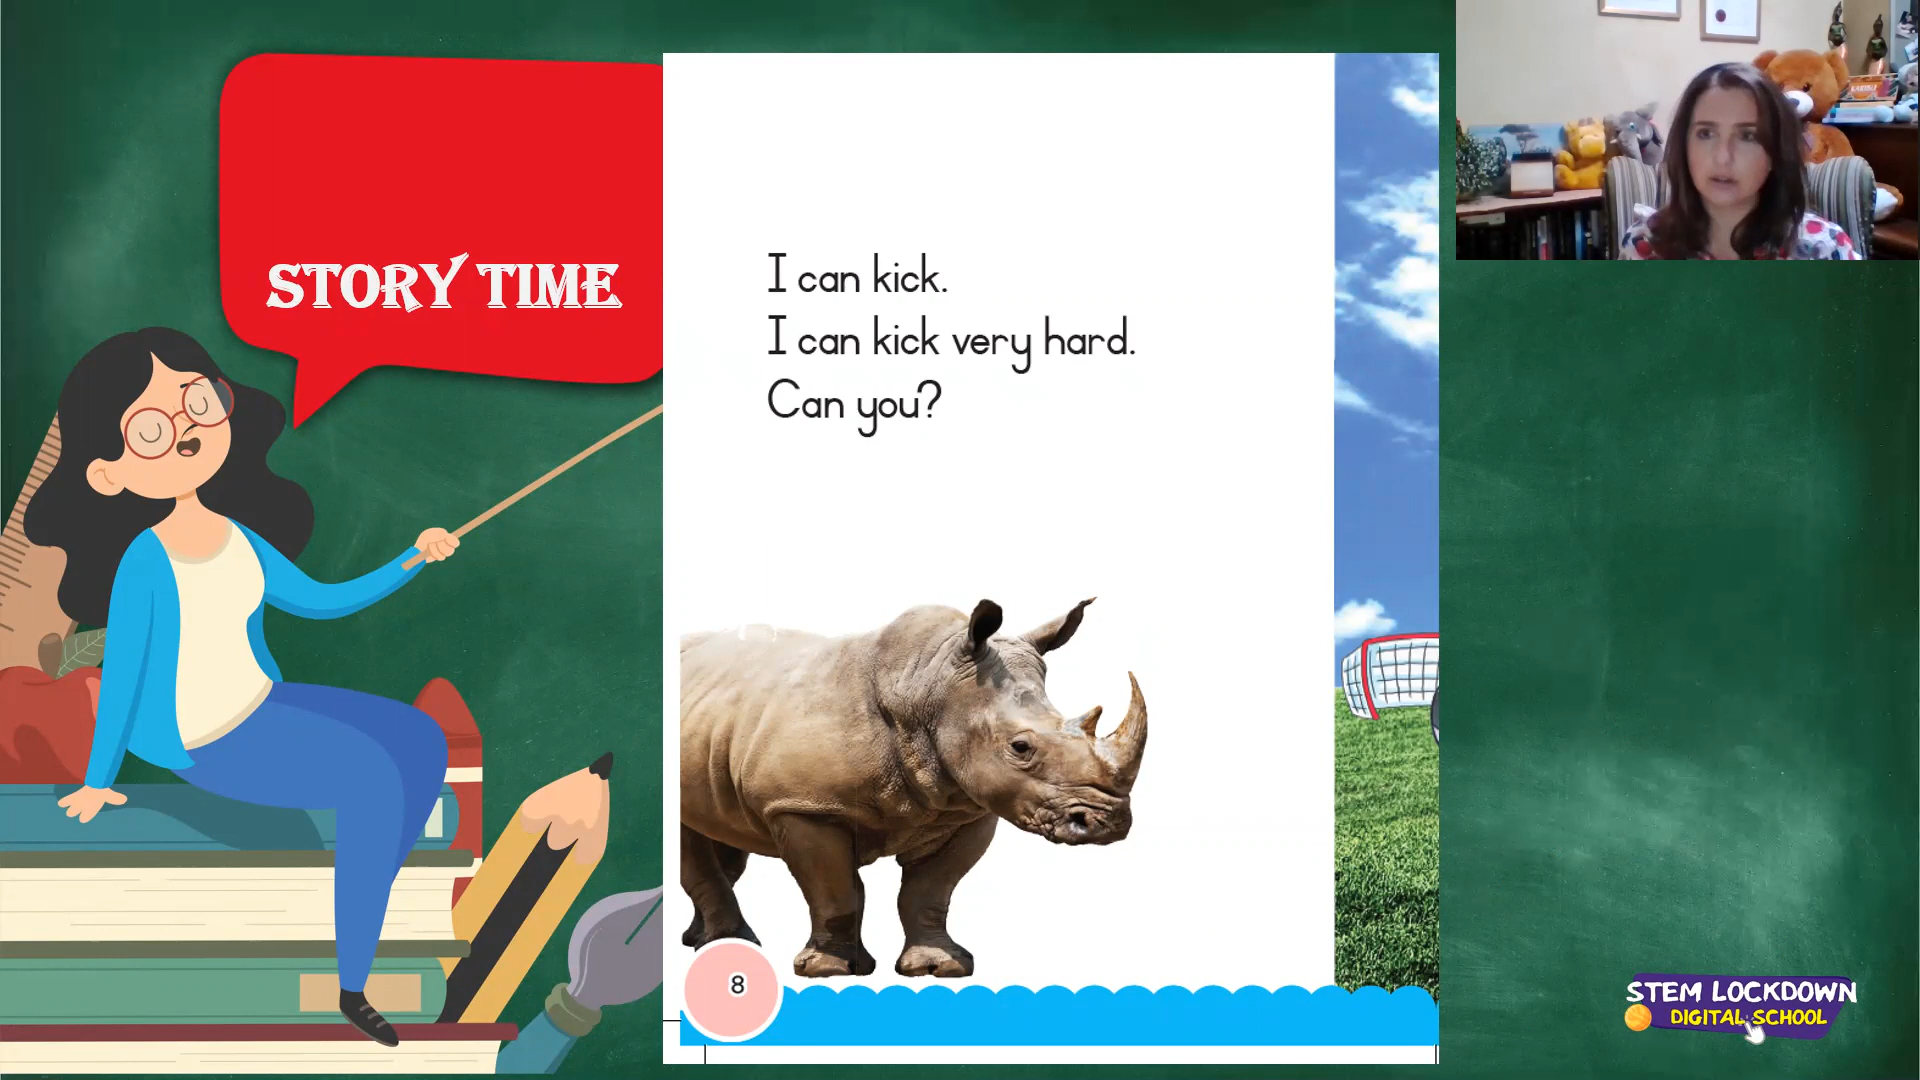 STORY TIME
I can kick.
I can kick very hard.
Can you?
8
STEM LOCKDOWN
DIGITAL SCHOOL